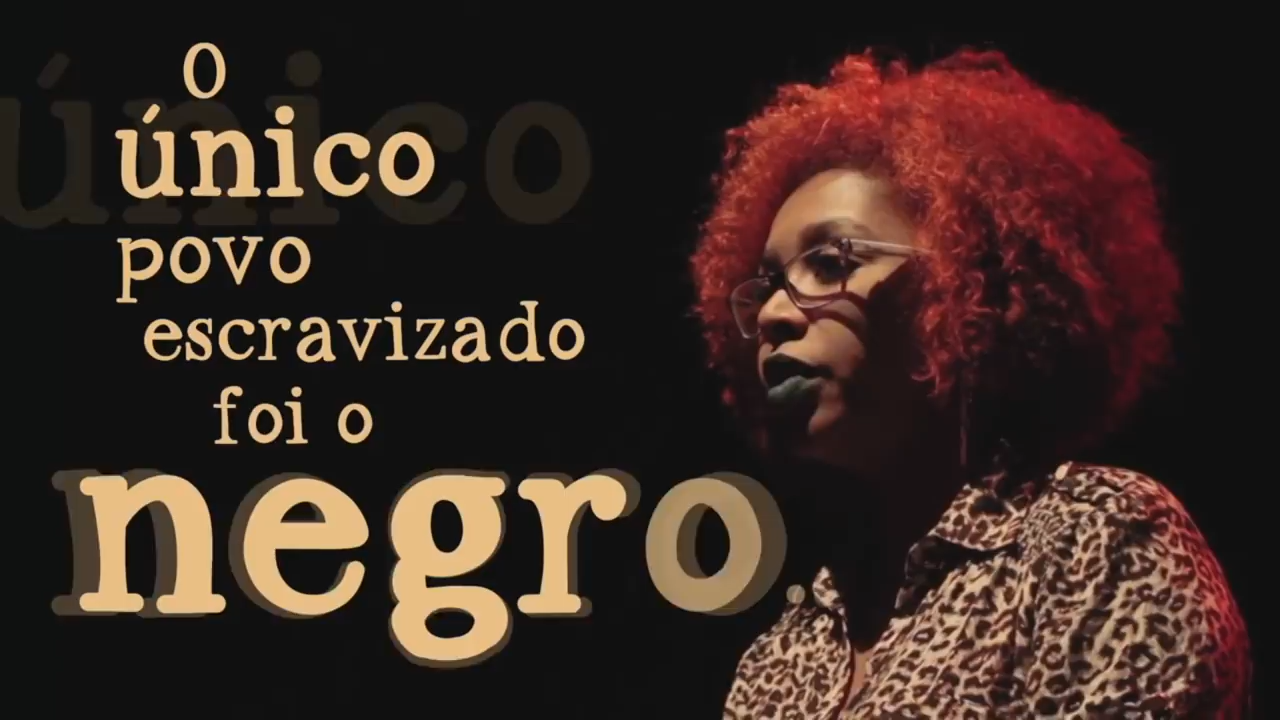 O
único
povo
escravizado
foi o
negro.